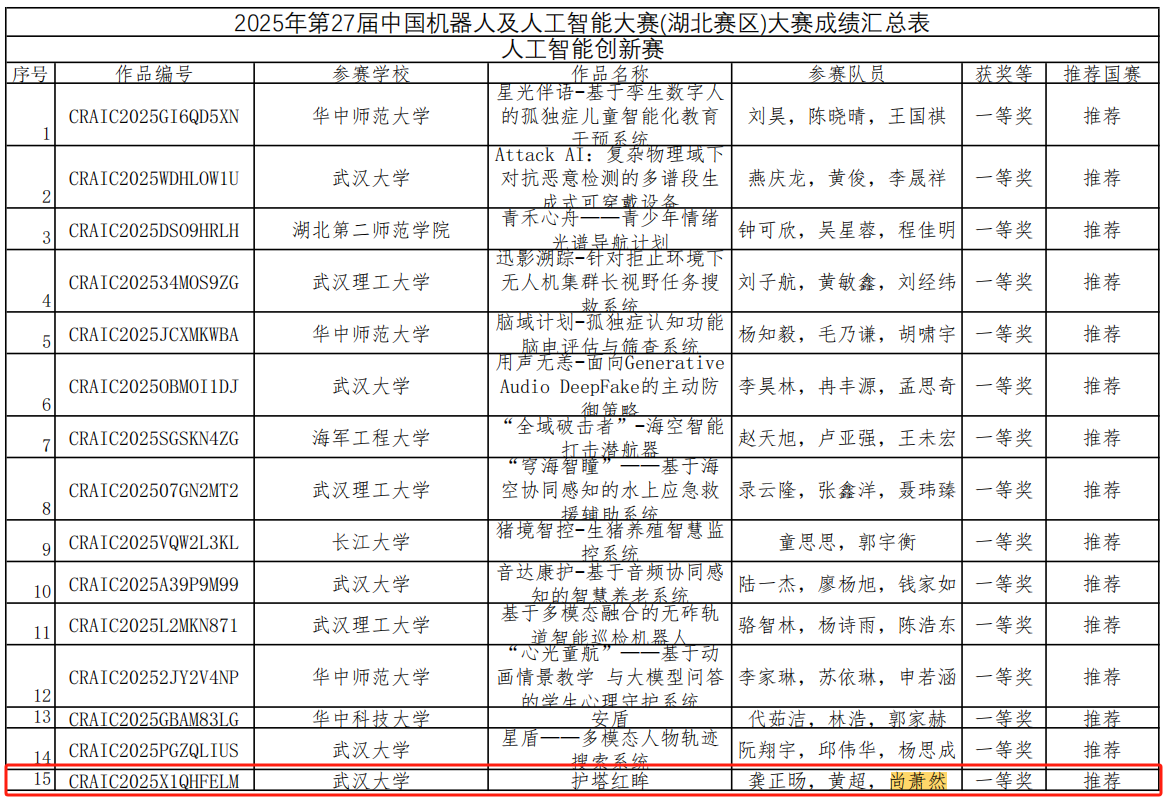 2025年第27届中国机器人及人工智能大赛(湖北赛区)大赛成绩汇总表
人工智能创新赛
序号 作品编号 参赛学校 作品名称 参赛队员 获奖等 推荐国赛
1 CRAIC2025GI6QD5XN 华中师范大学 星光伴语-基于孪生数字人的孤独症儿童智能化教育干预系统 刘昊，陈晓晴，王国祺 一等奖 推荐
2 CRAIC2025WDHLOW1U 武汉大学 Attack AI：复杂物理域下对抗恶意检测的多谱段生成式可穿戴设备 燕庆龙，黄俊，李晟祥 一等奖 推荐
3 CRAIC2025DSO9HRLH 湖北第二师范学院 青禾心舟——青少年情绪光谱导航计划 钟可欣，吴星蓉，程佳明 一等奖 推荐
4 CRAIC202534MOS9ZG 武汉理工大学 迅影溯踪-针对拒止环境下无人机集群长视野任务搜救系统 刘子航，黄敏鑫，刘经纬 一等奖 推荐
5 CRAIC2025JCXMKWBA 华中师范大学 脑域计划-孤独症认知功能脑电评估与筛查系统 杨知毅，毛乃谦，胡啸宇 一等奖 推荐
6 CRAIC2025OBMOI1DJ 武汉大学 用声无恙-面向Generative Audio DeepFake的主动防御策略 李昊林，冉丰源，孟思奇 一等奖 推荐
7 CRAIC2025SGSKN4ZG 海军工程大学 “全域破击者”-海空智能打击潜航器 赵天旭，卢亚强，王未宏 一等奖 推荐
8 CRAIC202507GN2MT2 武汉理工大学 “穹海智瞳”——基于海空协同感知的水上应急救援辅助系统 录云隆，张鑫洋，聂玮臻 一等奖 推荐
9 CRAIC2025VQW2L3KL 长江大学 猪境智控-生猪养殖智慧监控系统 童思思，郭宇衡 一等奖 推荐
10 CRAIC2025A39P9M99 武汉大学 音达康护-基于音频协同感知的智慧养老系统 陆一杰，廖杨旭，钱家如 一等奖 推荐
11 CRAIC2025L2MKN871 武汉理工大学 基于多模态融合的无砟轨道智能巡检机器人 骆智林，杨诗雨，陈浩东 一等奖 推荐
12 CRAIC20252JY2V4NP 华中师范大学 “心光童航”——基于动画情景教学 与大模型问答的学生心理守护系统 李家琳，苏依琳，申若涵 一等奖 推荐
13 CRAIC2025GBAM83LG 华中科技大学 安盾 代茹洁，林浩，郭家赫 一等奖 推荐
14 CRAIC2025PGZQLIUS 武汉大学 星盾——多模态人物轨迹搜索系统 阮翔宇，邱伟华，杨思成 一等奖 推荐
15 CRAIC2025X1QHFELM 武汉大学 护塔红眸 龚正旸，黄超，尚萧然 一等奖 推荐